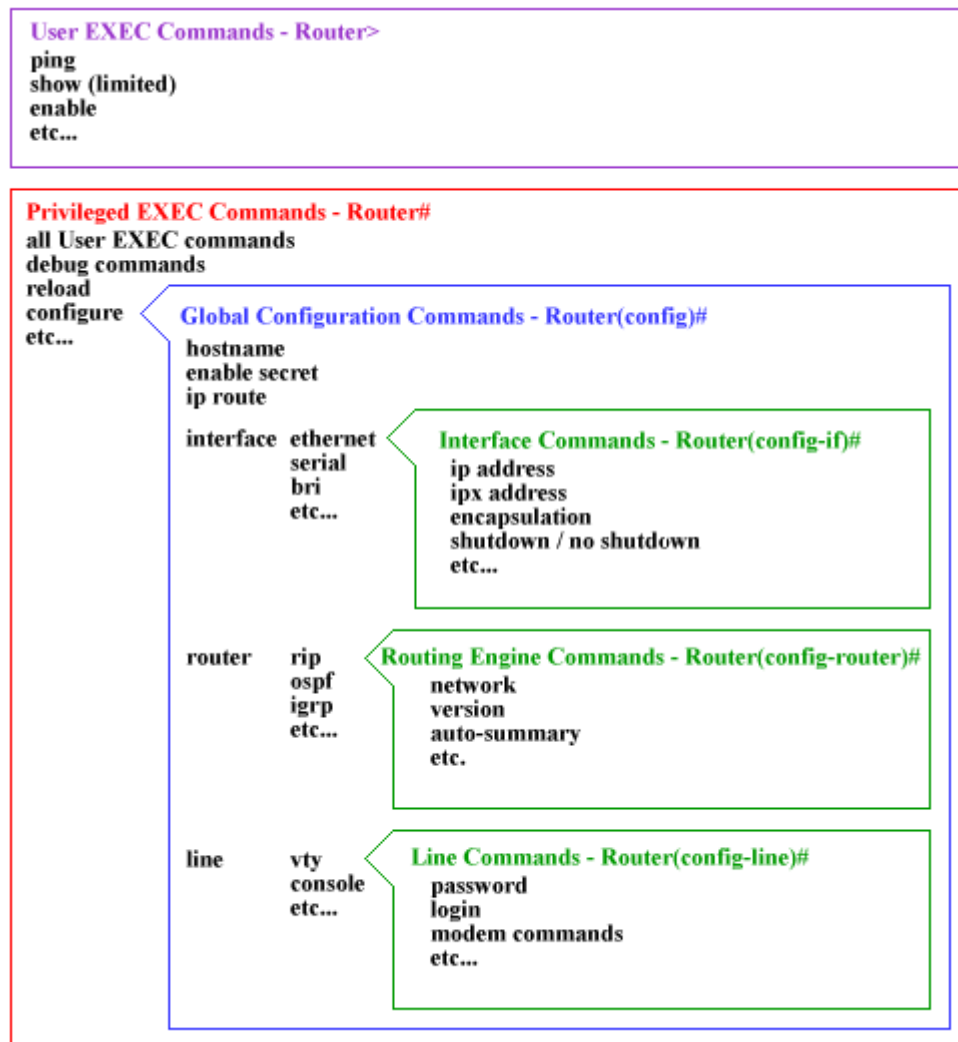 User EXEC Commands - Router>
ping
show (limited)
enable
etc...
Privileged EXEC Commands - Router#
all User EXEC commands
debug commands
reload
configure
etc...
Global Configuration Commands - Router(config)#
hostname
enable secret
ip route
interface ethernet
serial
bri
etc...
Interface Commands - Router(config-if)#
ip address
ipx address
encapsulation
shutdown / no shutdown
etc...
router rip
ospf
igrp
etc...
Routing Engine Commands - Router(config-router)#
network
version
auto-summary
etc.
line vty
console
etc...
Line Commands - Router(config-line)#
password
login
modem commands
etc...